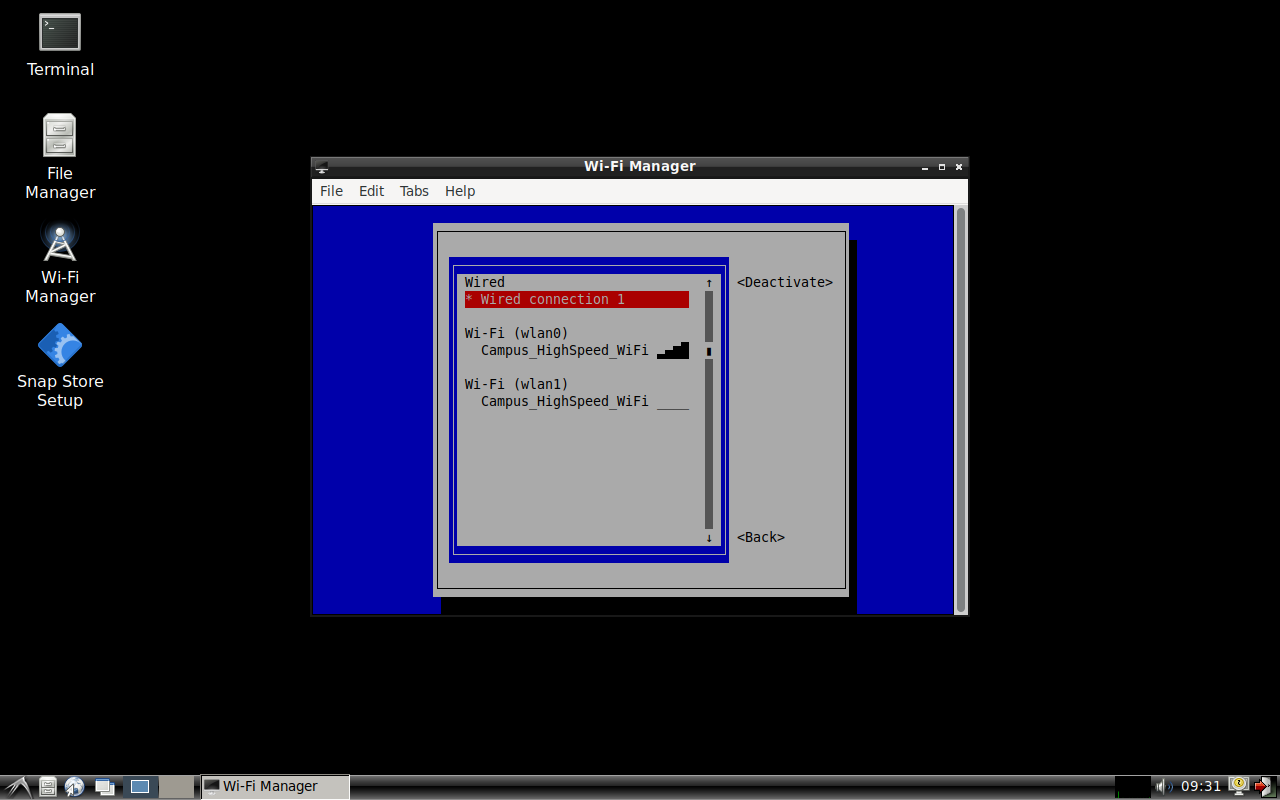 Terminal
File
Manager
Wi-Fi
Manager
Snap Store
Setup
Wi-Fi Manager
File Edit Tabs Help
Wired ↑ <Deactivate>
* Wired connection 1
Wi-Fi (wlan0)
Campus_HighSpeed_WiFi
Wi-Fi (wlan1)
Campus_HighSpeed_WiFi ____
↓ <Back>
Wi-Fi Manager
09:31